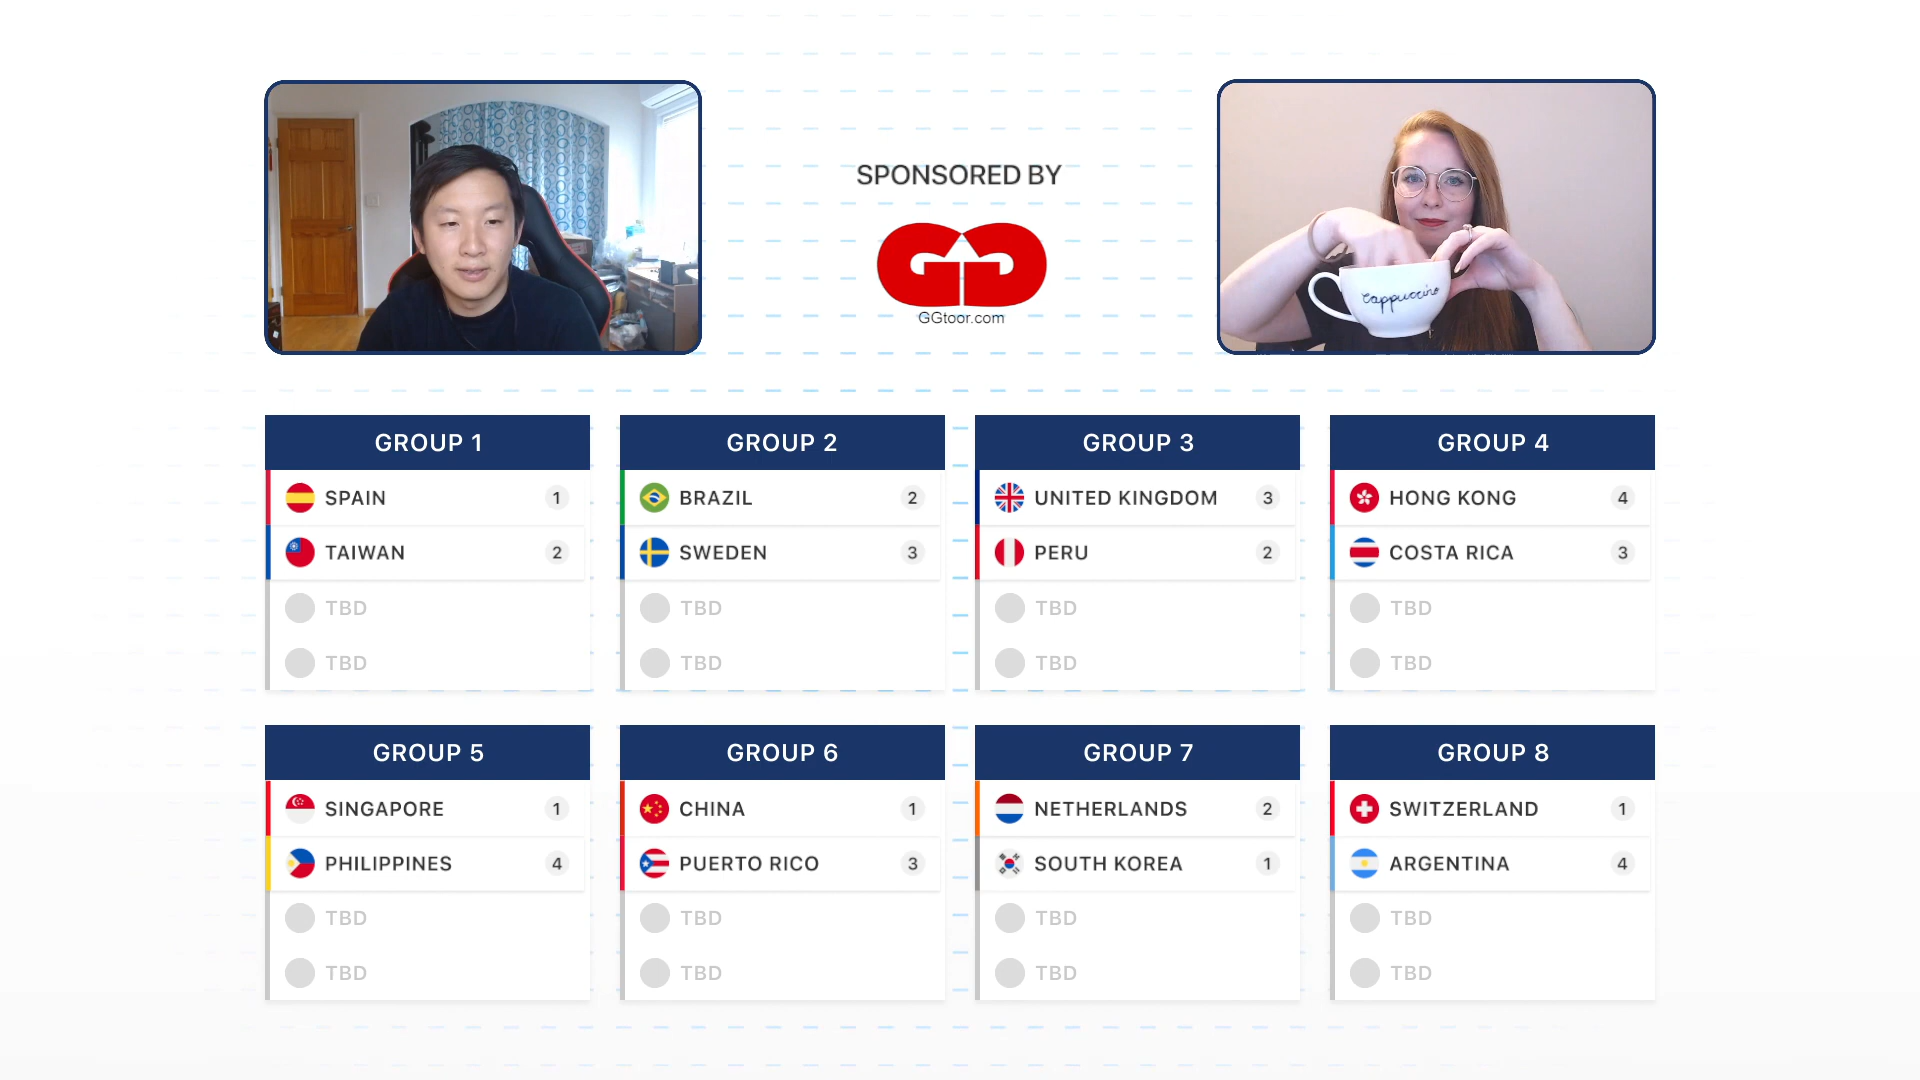 SPONSORED BY
GG
GGtoor.com
cappuccino
GROUP 1
SPAIN 1
TAIWAN 2
TBD
TBD
GROUP 2
BRAZIL 2
SWEDEN 3
TBD
TBD
GROUP 3
UNITED KINGDOM 3
PERU 2
TBD
TBD
GROUP 4
HONG KONG 4
COSTA RICA 3
TBD
TBD
GROUP 5
SINGAPORE 1
PHILIPPINES 4
TBD
TBD
GROUP 6
CHINA 1
PUERTO RICO 3
TBD
TBD
GROUP 7
NETHERLANDS 2
SOUTH KOREA 1
TBD
TBD
GROUP 8
SWITZERLAND 1
ARGENTINA 4
TBD
TBD